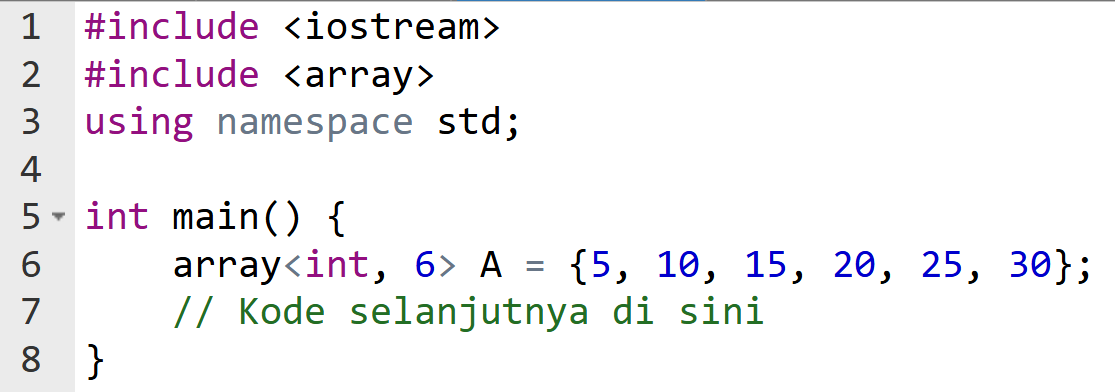 1 #include <iostream>
2 #include <array>
3 using namespace std;
4
5 int main() {
6     array<int, 6> A = {5, 10, 15, 20, 25, 30};
7     // Kode selanjutnya di sini
8 }